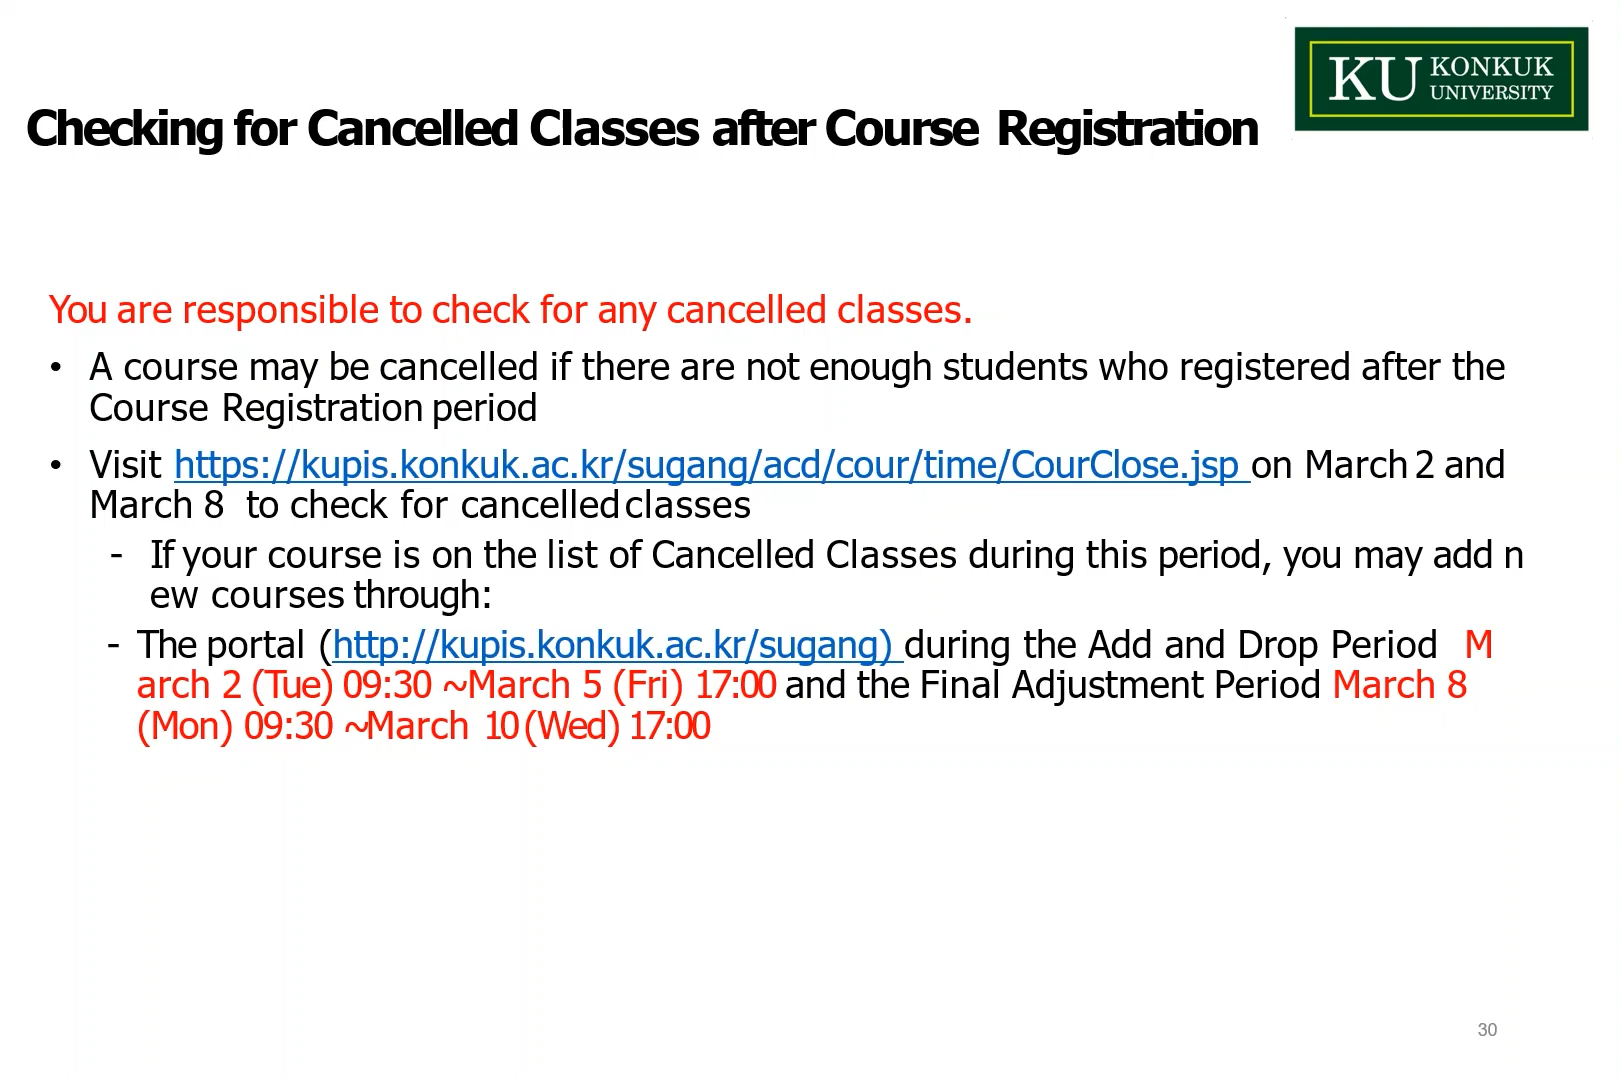 KU KONKUK
UNIVERSITY
Checking for Cancelled Classes after Course Registration
You are responsible to check for any cancelled classes.
• A course may be cancelled if there are not enough students who registered after the
Course Registration period
• Visit https://kupis.konkuk.ac.kr/sugang/acd/cour/time/CourClose.jsp on March 2 and
March 8 to check for cancelled classes
- If your course is on the list of Cancelled Classes during this period, you may add n
ew courses through:
- The portal (http://kupis.konkuk.ac.kr/sugang) during the Add and Drop Period M
arch 2 (Tue) 09:30 ~March 5 (Fri) 17:00 and the Final Adjustment Period March 8
(Mon) 09:30 ~March 10 (Wed) 17:00
30